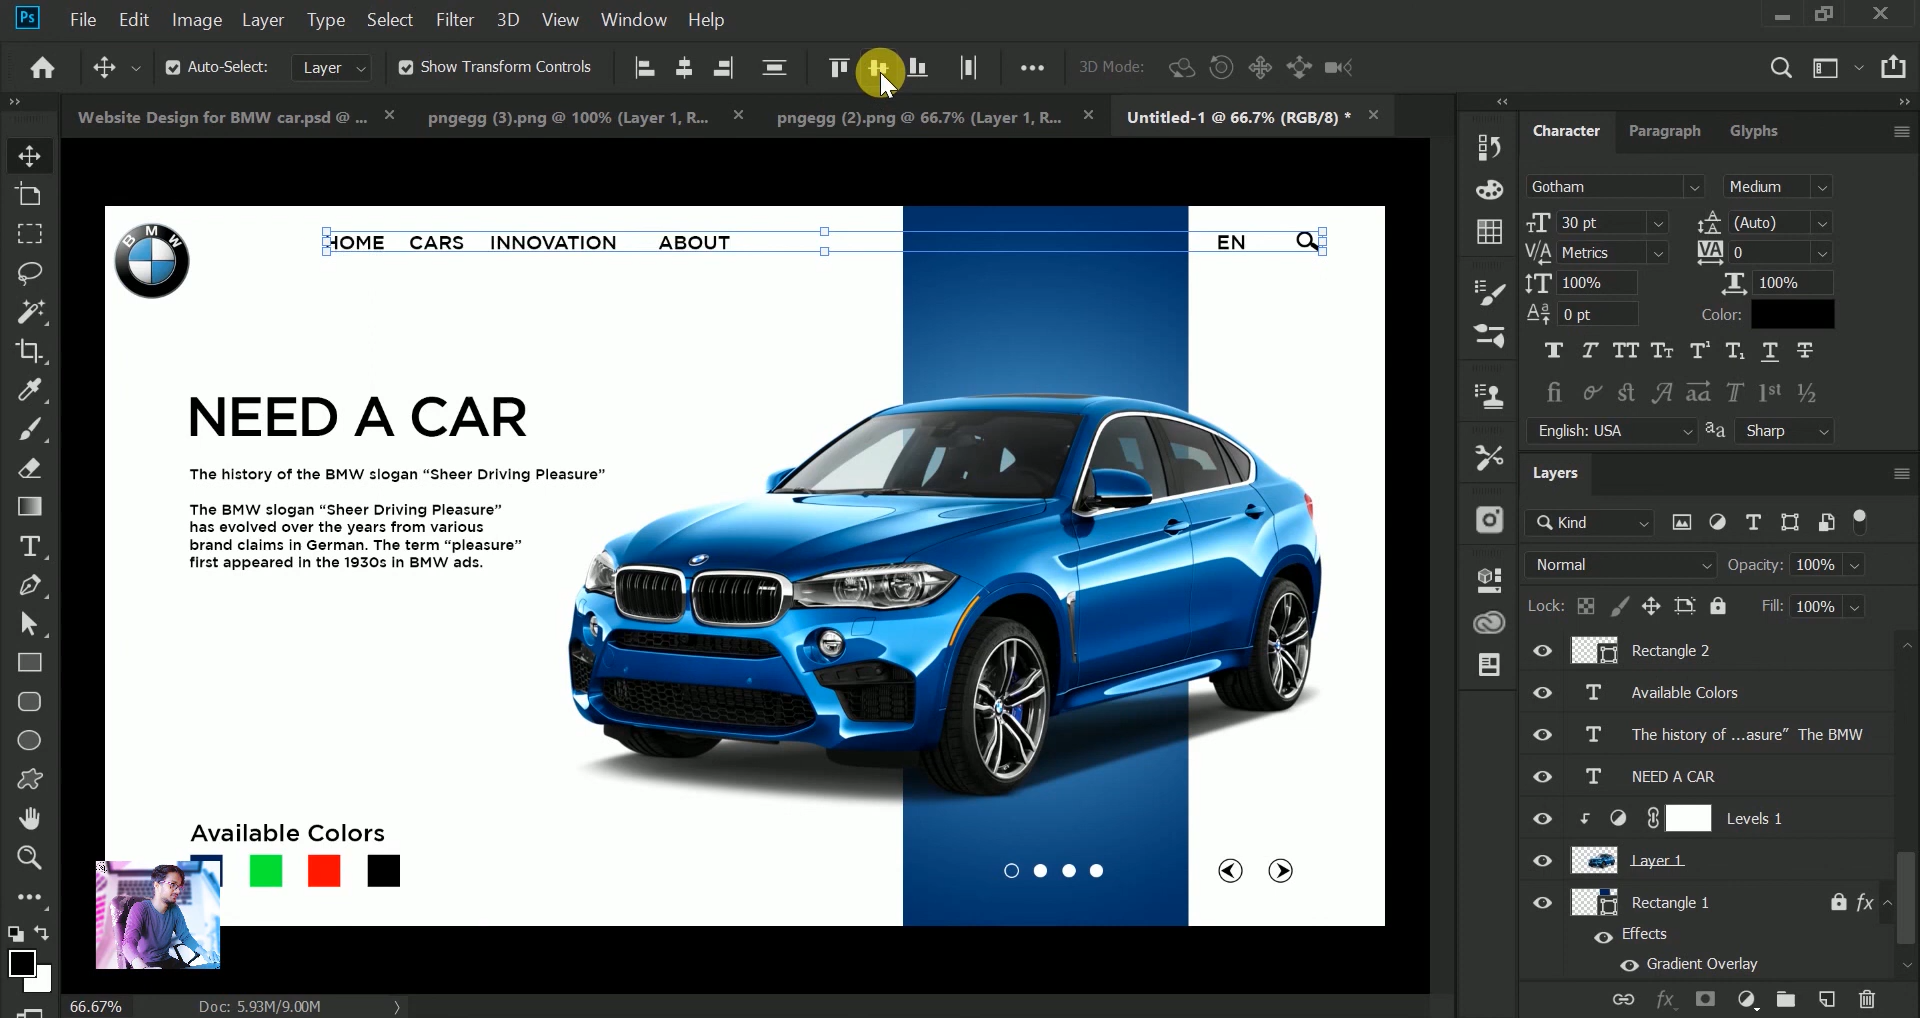 Ps File Edit Image Layer Type Select Filter 3D View Window Help
Auto-Select: Layer Show Transform Controls 3D Mode:
Website Design for BMW car.psd @ ... pngegg (3).png @ 100% (Layer 1, R... pngegg (2).png @ 66.7% (Layer 1, R... Untitled-1 @ 66.7% (RGB/8) *
BMW
HOME CARS INNOVATION ABOUT EN
NEED A CAR
The history of the BMW slogan “Sheer Driving Pleasure”
The BMW slogan “Sheer Driving Pleasure”
has evolved over the years from various
brand claims in German. The term “pleasure”
first appeared in the 1930s in BMW ads.
Available Colors
66.67% Doc: 5.93M/9.00M
Character Paragraph Glyphs
Gotham Medium
30 pt (Auto)
Metrics 0
100% 100%
0 pt Color:
English: USA Sharp
Layers
Kind
Normal Opacity: 100%
Lock: Fill: 100%
Rectangle 2
Available Colors
The history of ...asure” The BMW
NEED A CAR
Levels 1
Layer 1
Rectangle 1 fx
Effects
Gradient Overlay
fx